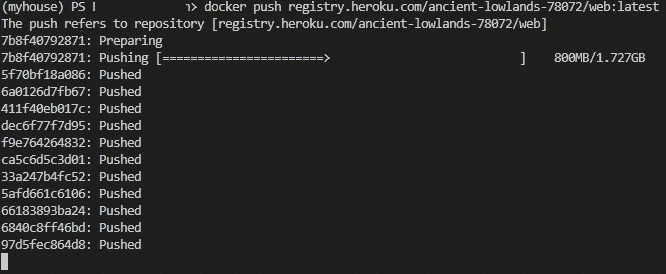 (myhouse) PS > docker push registry.heroku.com/ancient-lowlands-78072/web:latest
The push refers to repository [registry.heroku.com/ancient-lowlands-78072/web]
7b8f40792871: Preparing
7b8f40792871: Pushing [=======================>                           ]    800MB/1.727GB
5f70bf18a086: Pushed
6a0126d7fb67: Pushed
411f40eb017c: Pushed
dec6f77f7d95: Pushed
f9e764264832: Pushed
ca5c6d5c3d01: Pushed
33a247b4fc52: Pushed
5afd661c6106: Pushed
66183893ba24: Pushed
6840c8ff46bd: Pushed
97d5fec864d8: Pushed